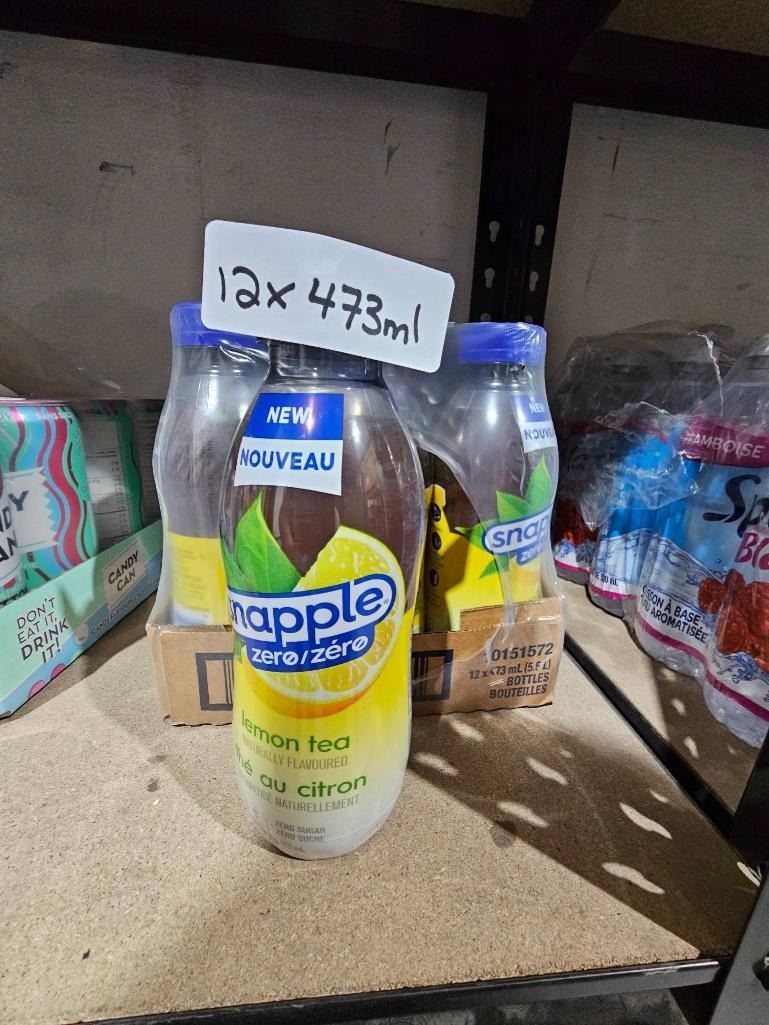 12x 473ml
NEW
NOUVEAU
snapple
zero/zéro
lemon tea
NATURALLY FLAVOURED
thé au citron
AROMATISÉ NATURELLEMENT
ZERO SUGAR
ZÉRO SUCRE
NEW
NOUVEAU
snapple
10151572
12 x 473 mL (5.6 L)
BOTTLES
BOUTEILLES
CANDY
CAN
DON'T
EAT IT,
DRINK
IT!
FRAMBOISE